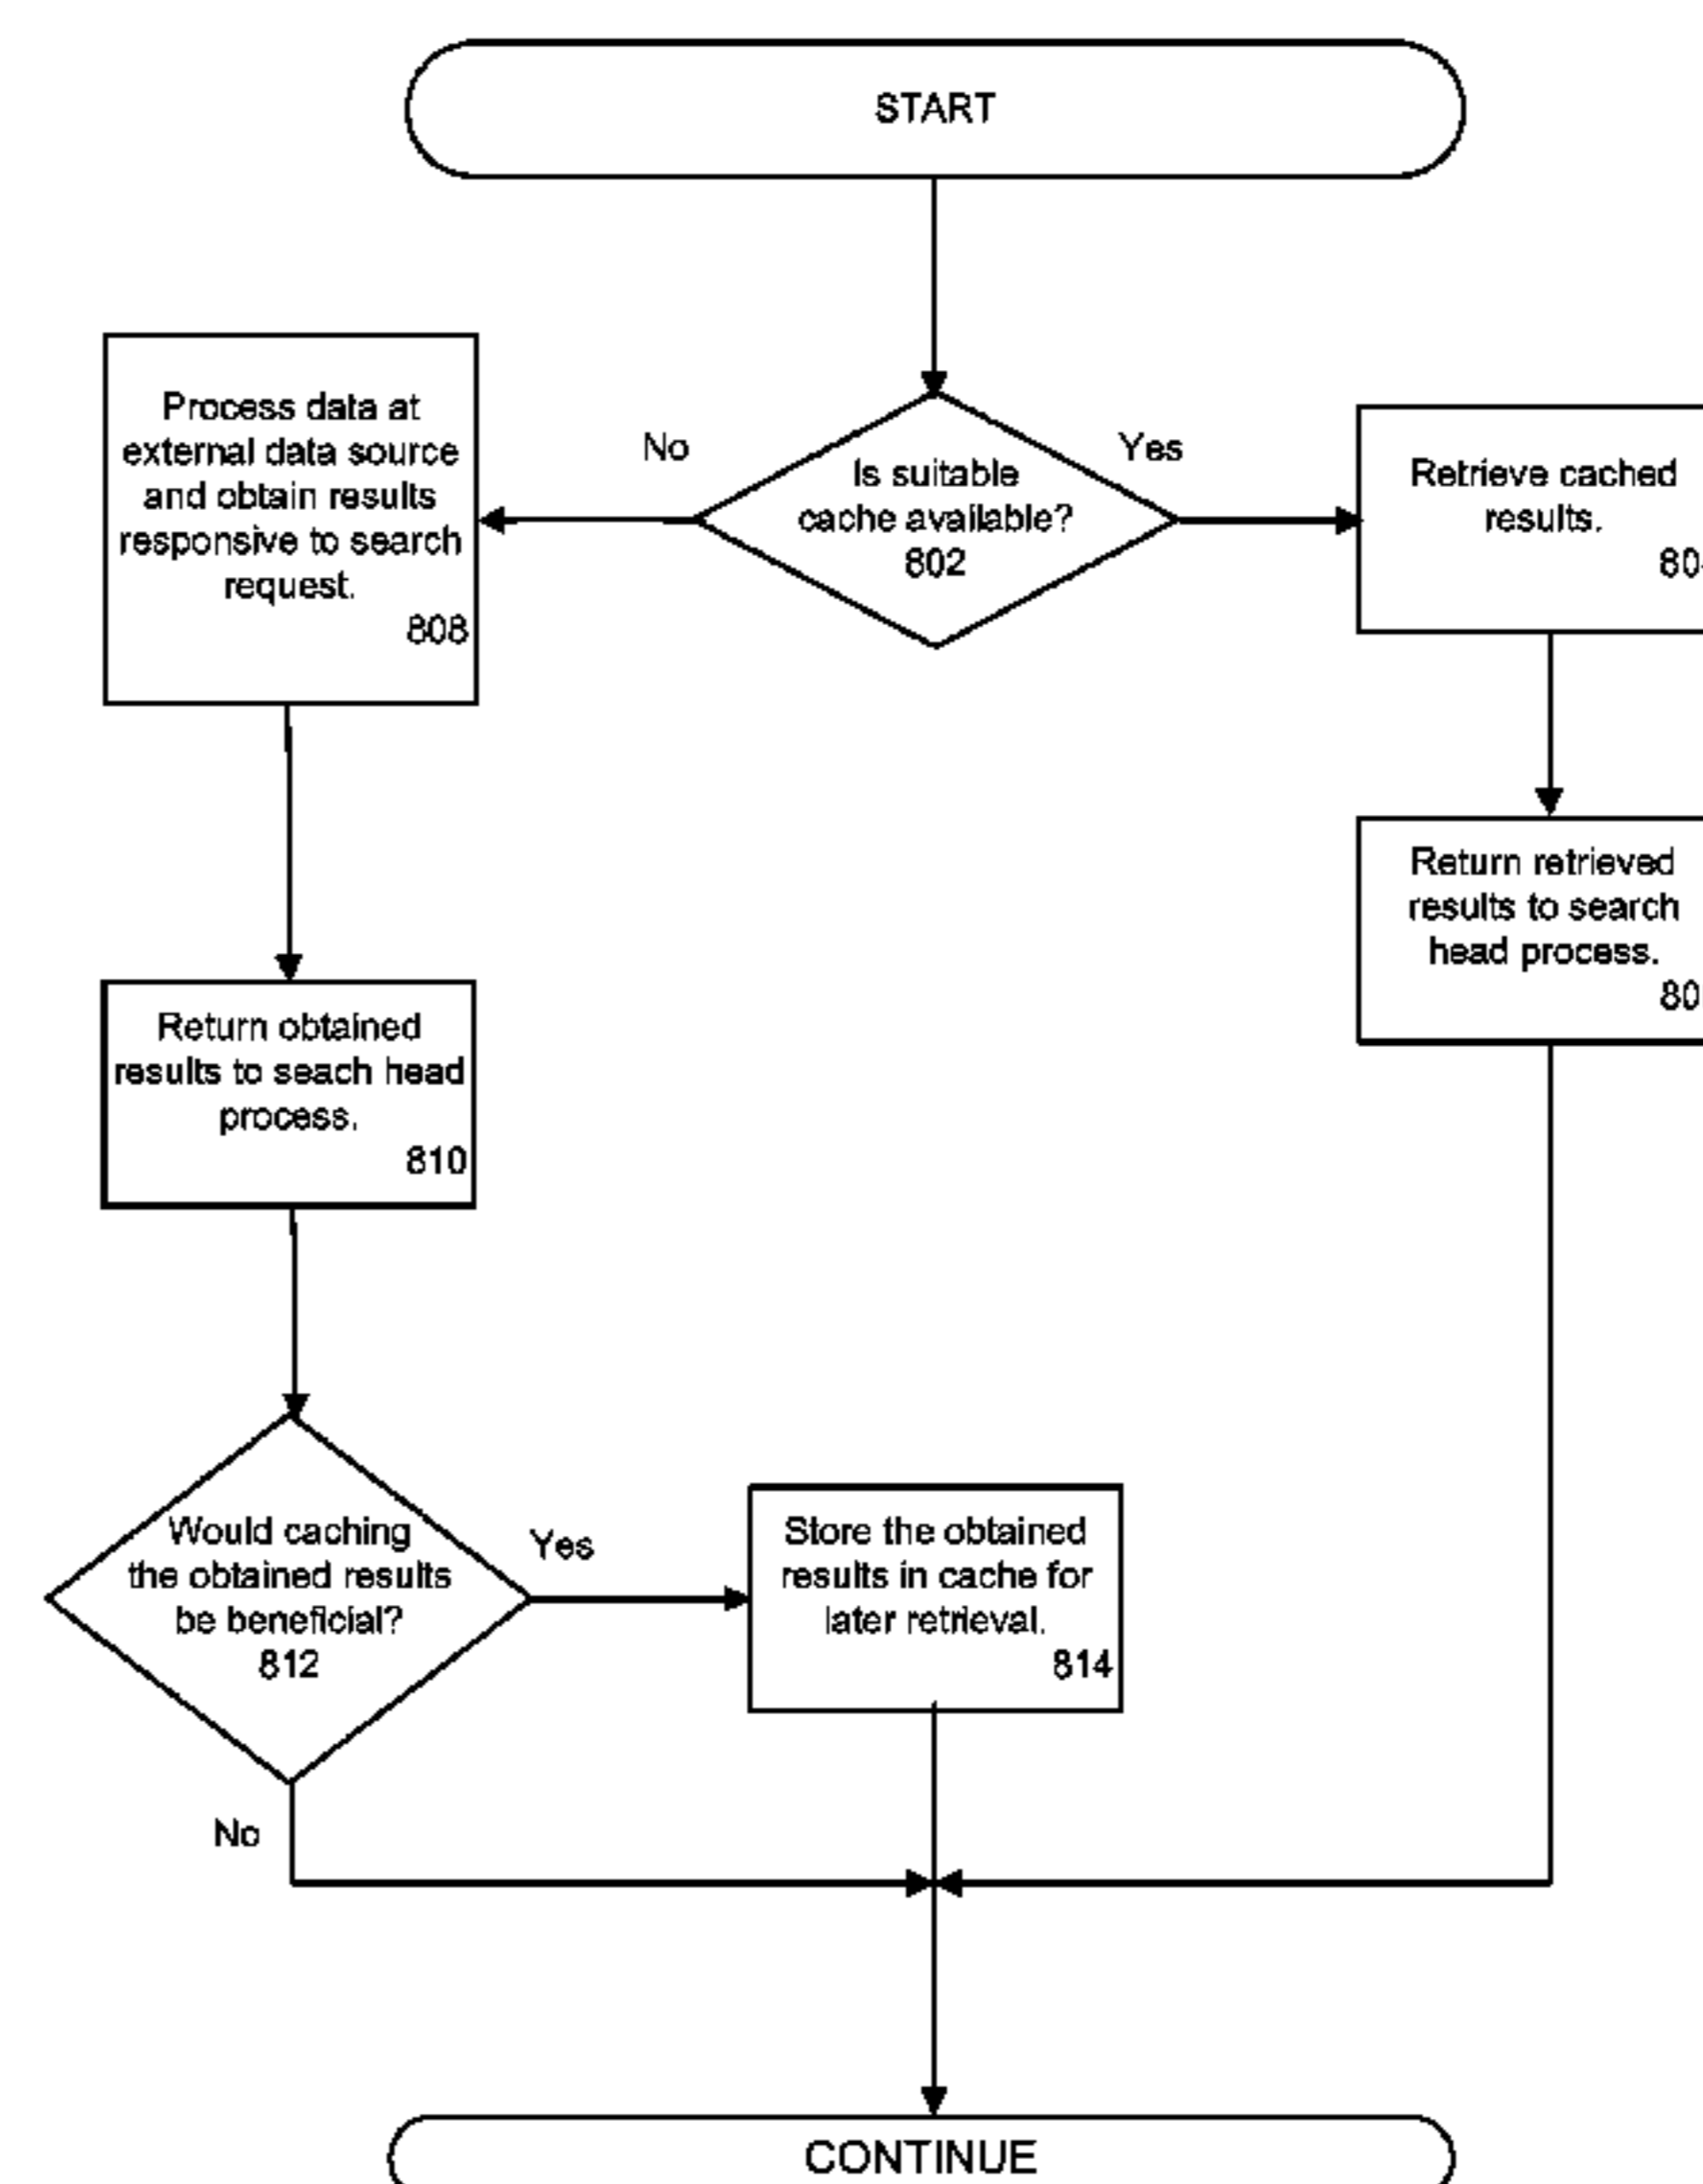 START
No
Yes
Process data at
external data source
and obtain results
responsive to search
request.
808
Is suitable
cache available?
802
Retrieve cached
results.
Return retrieved
results to search
head process.
Return obtained
results to seach head
process.
810
Would caching
the obtained results
be beneficial?
812
Yes
Store the obtained
results in cache for
later retrieval.
814
No
CONTINUE